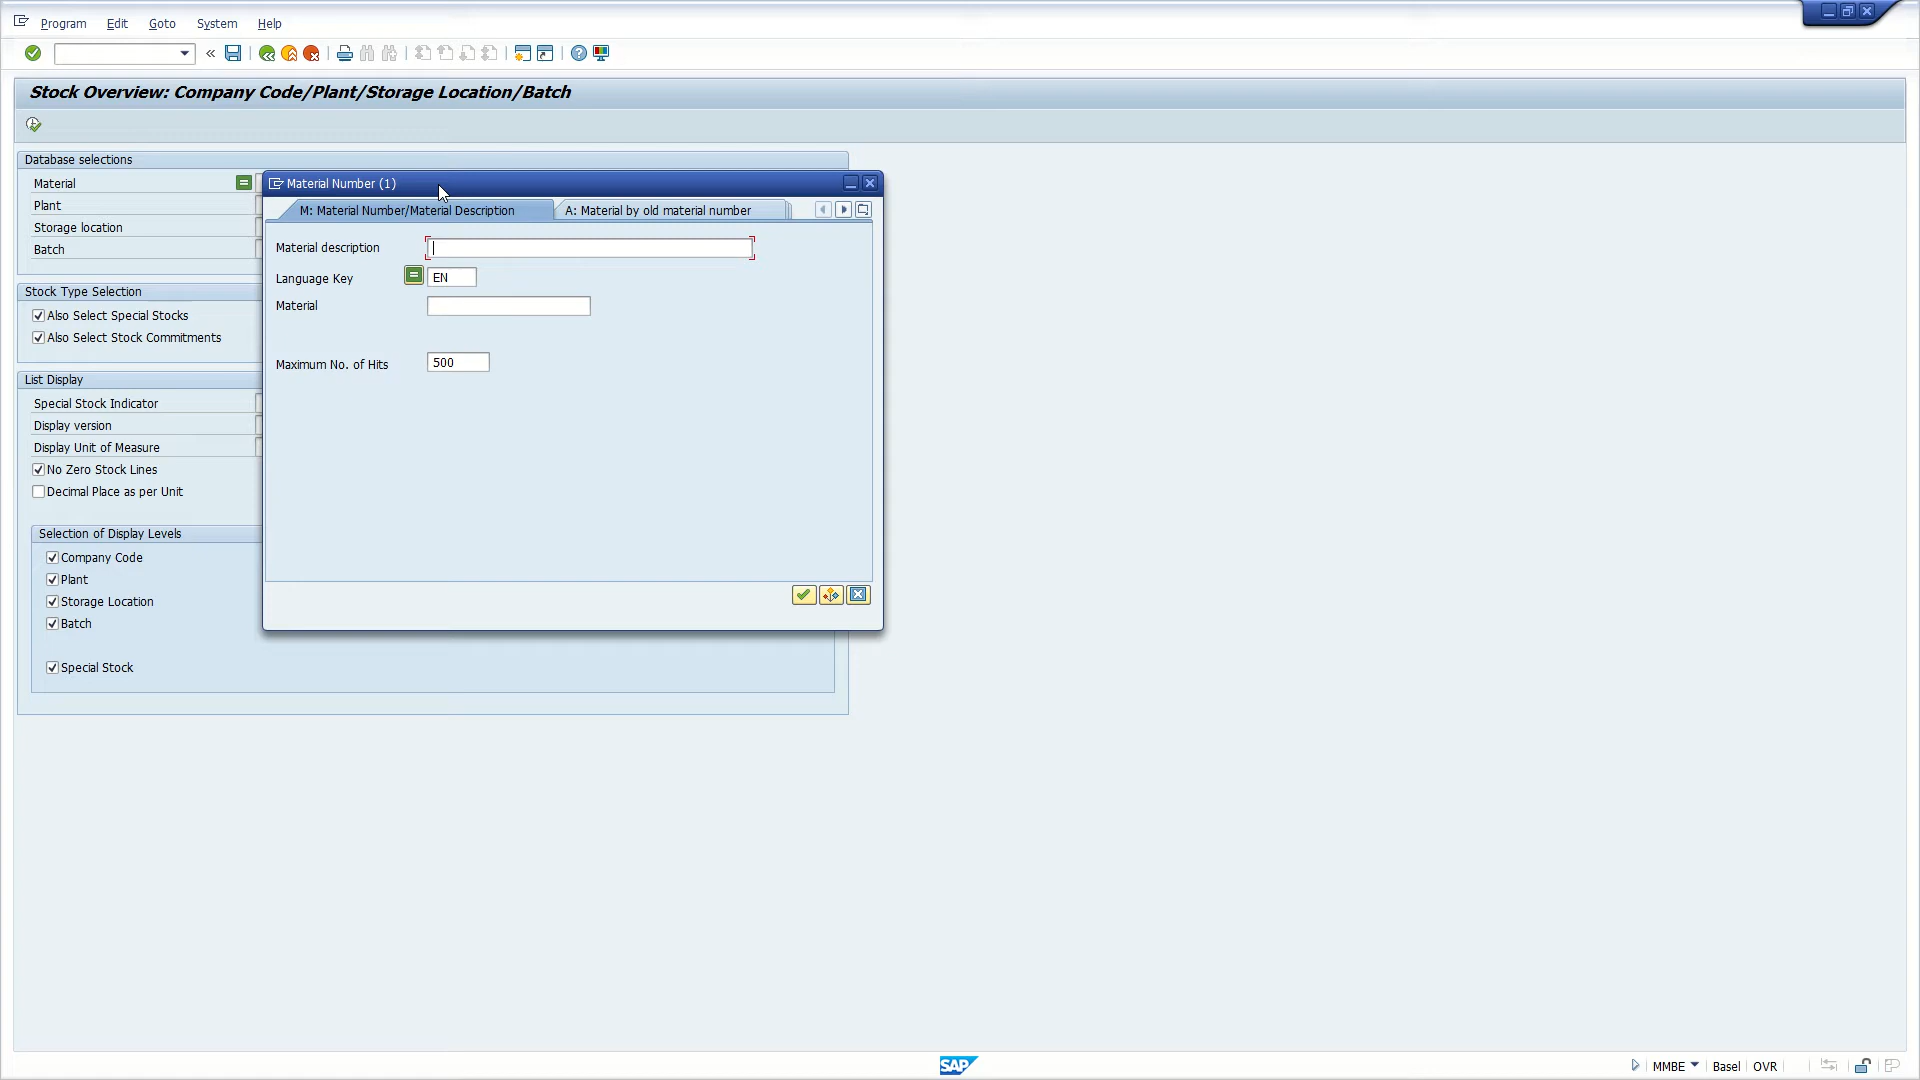 Program Edit Goto System Help
Stock Overview: Company Code/Plant/Storage Location/Batch
Database selections
Material
Plant
Storage location
Batch
Stock Type Selection
Also Select Special Stocks
Also Select Stock Commitments
List Display
Special Stock Indicator
Display version
Display Unit of Measure
No Zero Stock Lines
Decimal Place as per Unit
Selection of Display Levels
Company Code
Plant
Storage Location
Batch
Special Stock
Material Number (1)
M: Material Number/Material Description
A: Material by old material number
Material description
Language Key EN
Material
Maximum No. of Hits 500
SAP
MMBE Basel OVR